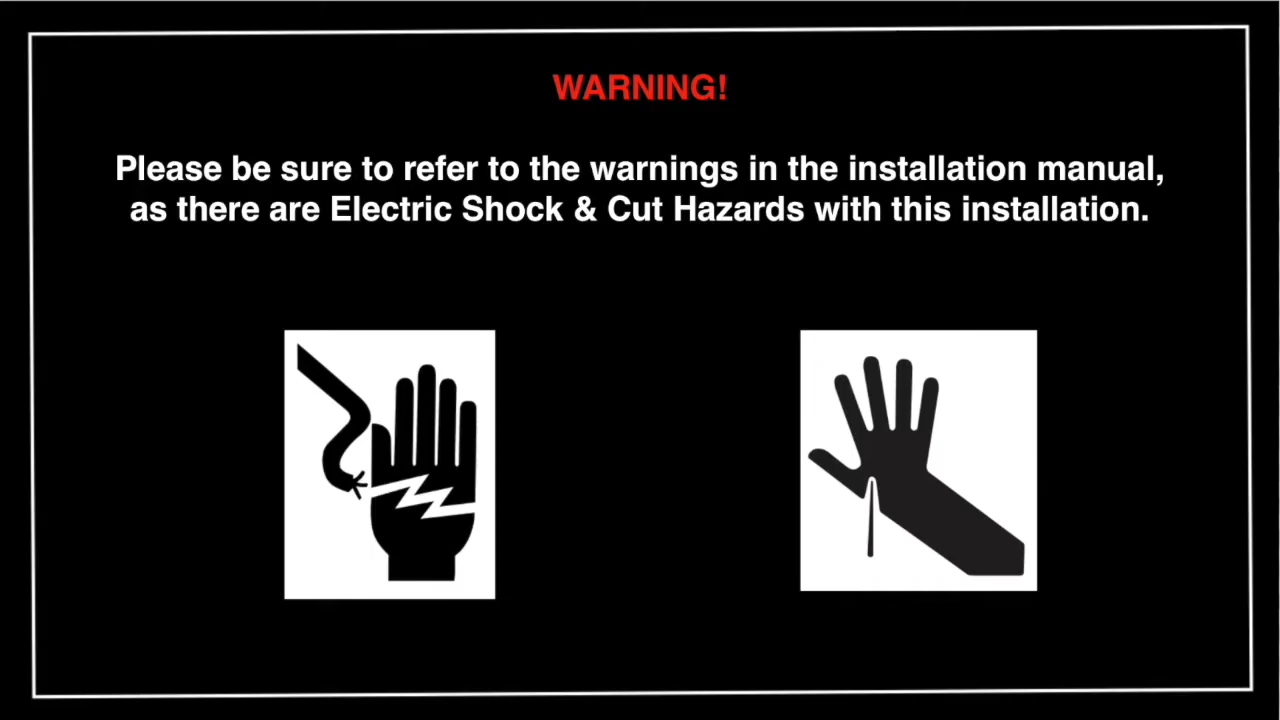 WARNING!
Please be sure to refer to the warnings in the installation manual,
as there are Electric Shock & Cut Hazards with this installation.